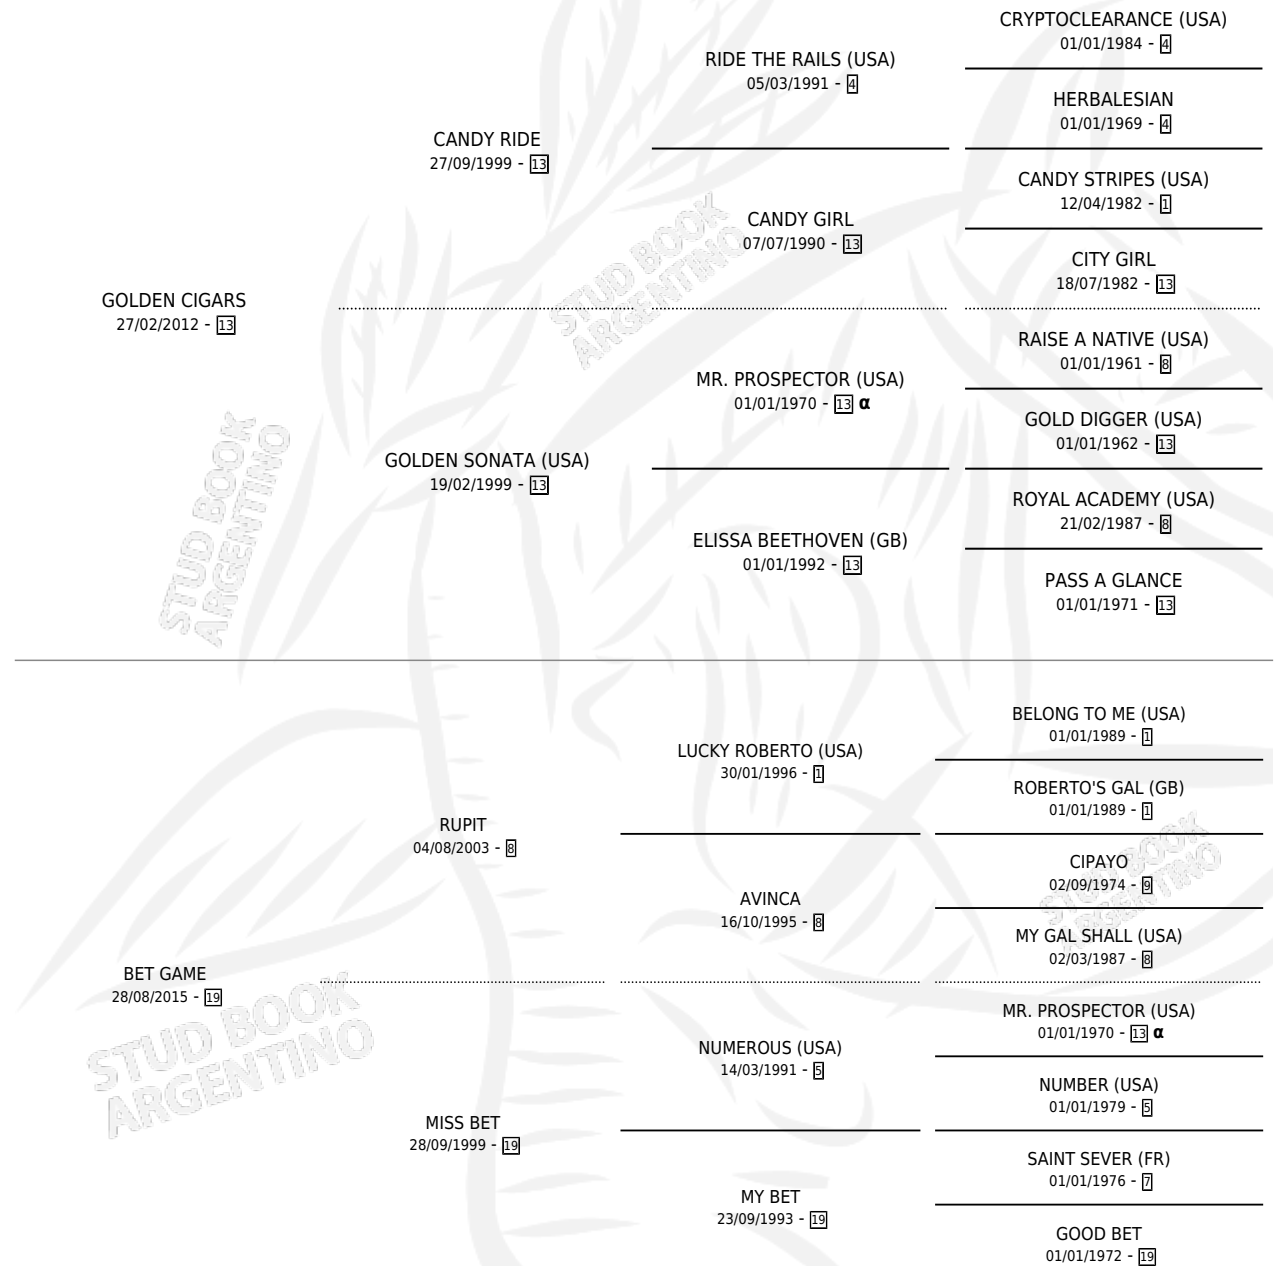 CRYPTOCLEARANCE (USA)
01/01/1984 - 4
RIDE THE RAILS (USA)
05/03/1991 - 4
HERBALESIAN
01/01/1969 - 4
CANDY RIDE
27/09/1999 - 13
CANDY STRIPES (USA)
12/04/1982 - 1
CANDY GIRL
07/07/1990 - 13
CITY GIRL
18/07/1982 - 13
GOLDEN CIGARS
27/02/2012 - 13
STUD BOOK
ARGENTINO
RAISE A NATIVE (USA)
01/01/1961 - 8
MR. PROSPECTOR (USA)
01/01/1970 - 13 α
GOLD DIGGER (USA)
01/01/1962 - 13
GOLDEN SONATA (USA)
19/02/1999 - 13
STUD BOOK
ARGENTINO
ROYAL ACADEMY (USA)
21/02/1987 - 8
ELISSA BEETHOVEN (GB)
01/01/1992 - 13
PASS A GLANCE
01/01/1971 - 13
BELONG TO ME (USA)
01/01/1989 - 1
LUCKY ROBERTO (USA)
30/01/1996 - 1
ROBERTO'S GAL (GB)
01/01/1989 - 1
RUPIT
04/08/2003 - 8
CIPAYO
02/09/1974 - 9
STUD BOOK
ARGENTINO
AVINCA
16/10/1995 - 8
MY GAL SHALL (USA)
02/03/1987 - 8
BET GAME
28/08/2015 - 19
STUD BOOK
ARGENTINO
MR. PROSPECTOR (USA)
01/01/1970 - 13 α
NUMEROUS (USA)
14/03/1991 - 5
NUMBER (USA)
01/01/1979 - 5
MISS BET
28/09/1999 - 19
SAINT SEVER (FR)
01/01/1976 - 7
MY BET
23/09/1993 - 19
GOOD BET
01/01/1972 - 19